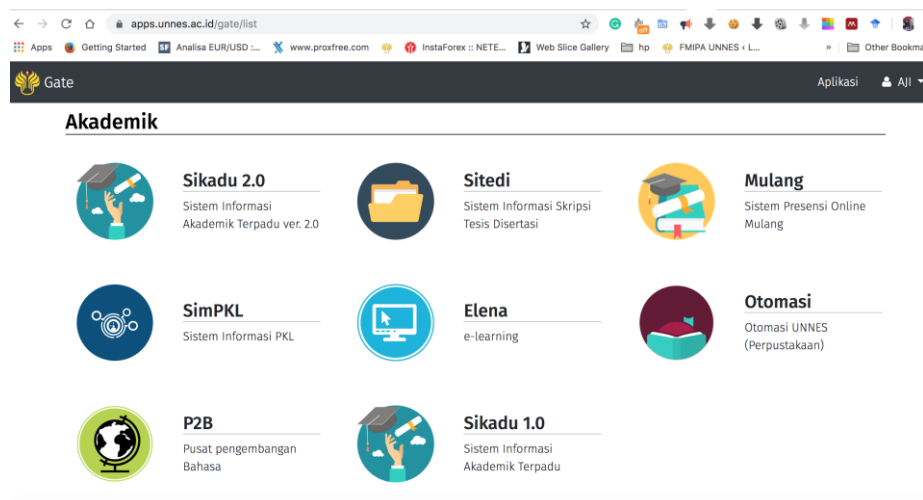 apps.unnes.ac.id/gate/list
off
Apps
Getting Started
SF Analisa EUR/USD :...
www.proxfree.com
InstaForex :: NETE...
Web Slice Gallery
hp
FMIPA UNNES ‹ L...
»
Other Bookma
Gate
Aplikasi
AJI
Akademik
Sikadu 2.0
Sistem Informasi
Akademik Terpadu ver. 2.0
Sitedi
Sistem Informasi Skripsi
Tesis Disertasi
Mulang
Sistem Presensi Online
Mulang
SimPKL
Sistem Informasi PKL
Elena
e-learning
Otomasi
Otomasi UNNES
(Perpustakaan)
P2B
Pusat pengembangan
Bahasa
Sikadu 1.0
Sistem Informasi
Akademik Terpadu